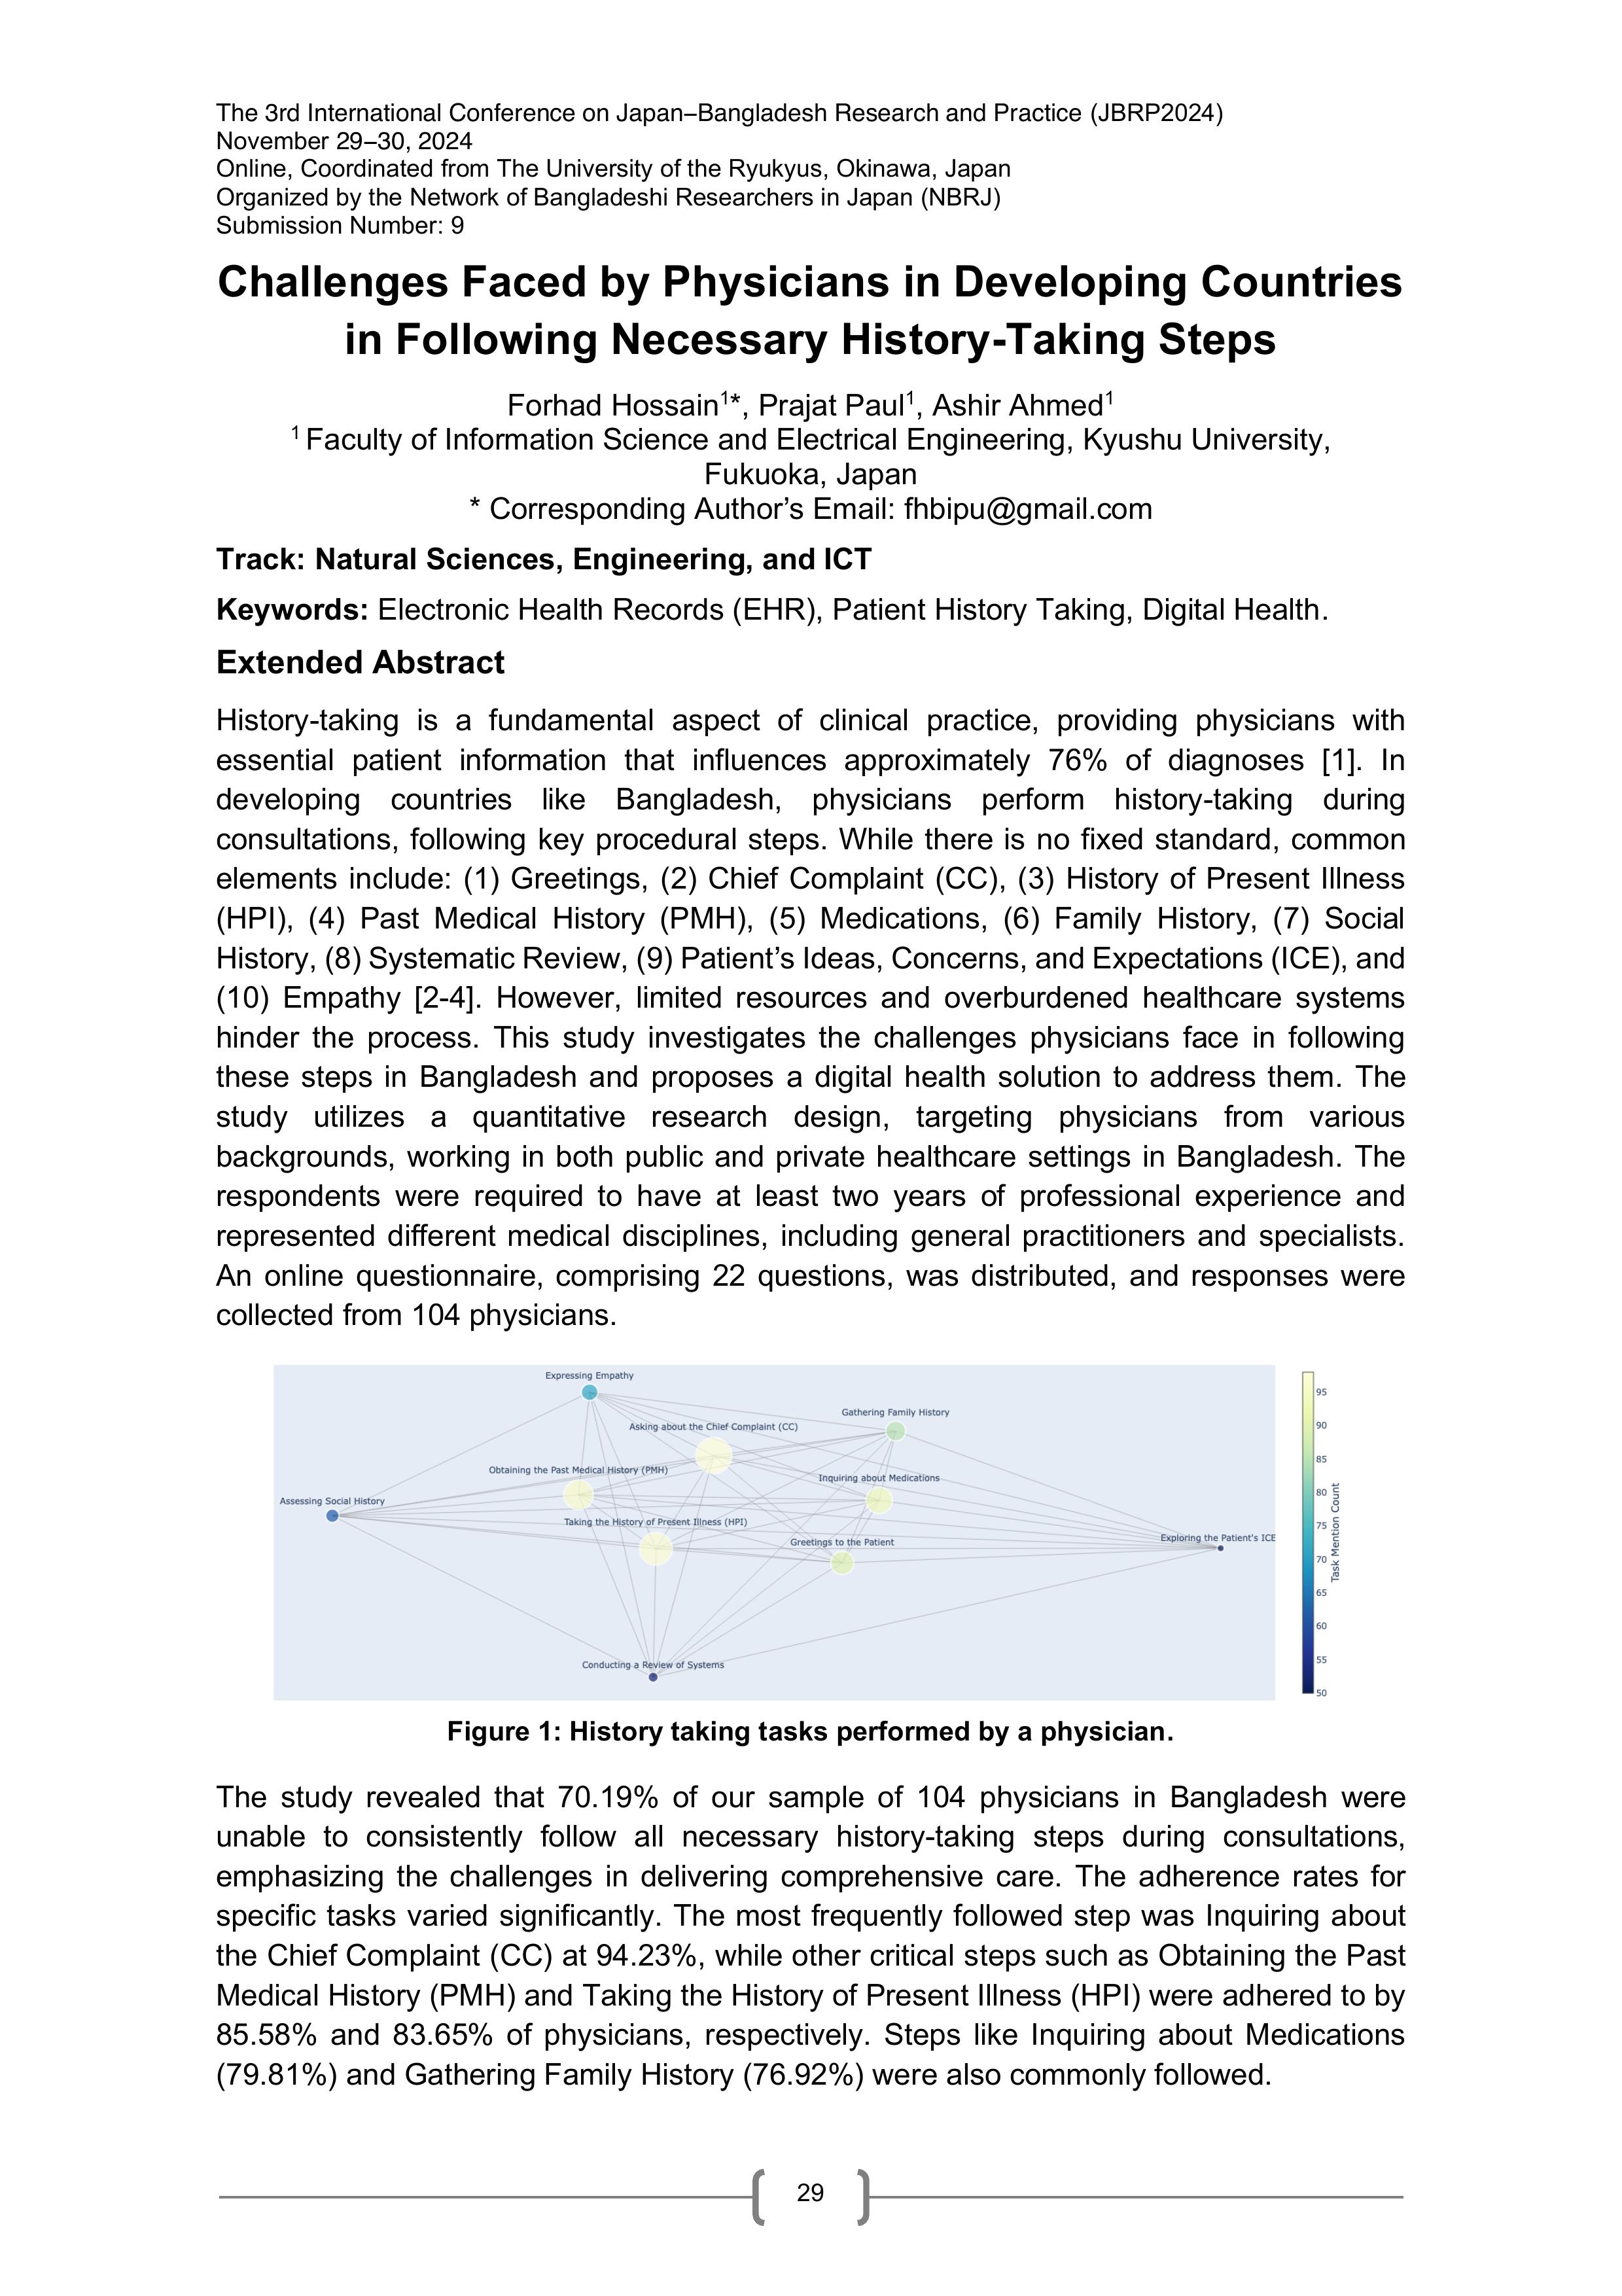 The 3rd International Conference on Japan–Bangladesh Research and Practice (JBRP2024)
November 29–30, 2024
Online, Coordinated from The University of the Ryukyus, Okinawa, Japan
Organized by the Network of Bangladeshi Researchers in Japan (NBRJ)
Submission Number: 9
Challenges Faced by Physicians in Developing Countries
in Following Necessary History-Taking Steps
Forhad Hossain1*, Prajat Paul1, Ashir Ahmed1
1 Faculty of Information Science and Electrical Engineering, Kyushu University,
Fukuoka, Japan
* Corresponding Author’s Email: fhbipu@gmail.com
Track: Natural Sciences, Engineering, and ICT
Keywords: Electronic Health Records (EHR), Patient History Taking, Digital Health.
Extended Abstract
History-taking is a fundamental aspect of clinical practice, providing physicians with
essential patient information that influences approximately 76% of diagnoses [1]. In
developing countries like Bangladesh, physicians perform history-taking during
consultations, following key procedural steps. While there is no fixed standard, common
elements include: (1) Greetings, (2) Chief Complaint (CC), (3) History of Present Illness
(HPI), (4) Past Medical History (PMH), (5) Medications, (6) Family History, (7) Social
History, (8) Systematic Review, (9) Patient’s Ideas, Concerns, and Expectations (ICE), and
(10) Empathy [2-4]. However, limited resources and overburdened healthcare systems
hinder the process. This study investigates the challenges physicians face in following
these steps in Bangladesh and proposes a digital health solution to address them. The
study utilizes a quantitative research design, targeting physicians from various
backgrounds, working in both public and private healthcare settings in Bangladesh. The
respondents were required to have at least two years of professional experience and
represented different medical disciplines, including general practitioners and specialists.
An online questionnaire, comprising 22 questions, was distributed, and responses were
collected from 104 physicians.
Expressing Empathy
Gathering Family History
Asking about the Chief Complaint (CC)
Obtaining the Past Medical History (PMH)
Inquiring about Medications
Assessing Social History
Taking the History of Present Illness (HPI)
Exploring the Patient's ICE
Greetings to the Patient
Conducting a Review of Systems
95
90
85
80
75
70
65
60
55
50
Task Mention Count
Figure 1: History taking tasks performed by a physician.
The study revealed that 70.19% of our sample of 104 physicians in Bangladesh were
unable to consistently follow all necessary history-taking steps during consultations,
emphasizing the challenges in delivering comprehensive care. The adherence rates for
specific tasks varied significantly. The most frequently followed step was Inquiring about
the Chief Complaint (CC) at 94.23%, while other critical steps such as Obtaining the Past
Medical History (PMH) and Taking the History of Present Illness (HPI) were adhered to by
85.58% and 83.65% of physicians, respectively. Steps like Inquiring about Medications
(79.81%) and Gathering Family History (76.92%) were also commonly followed.
29